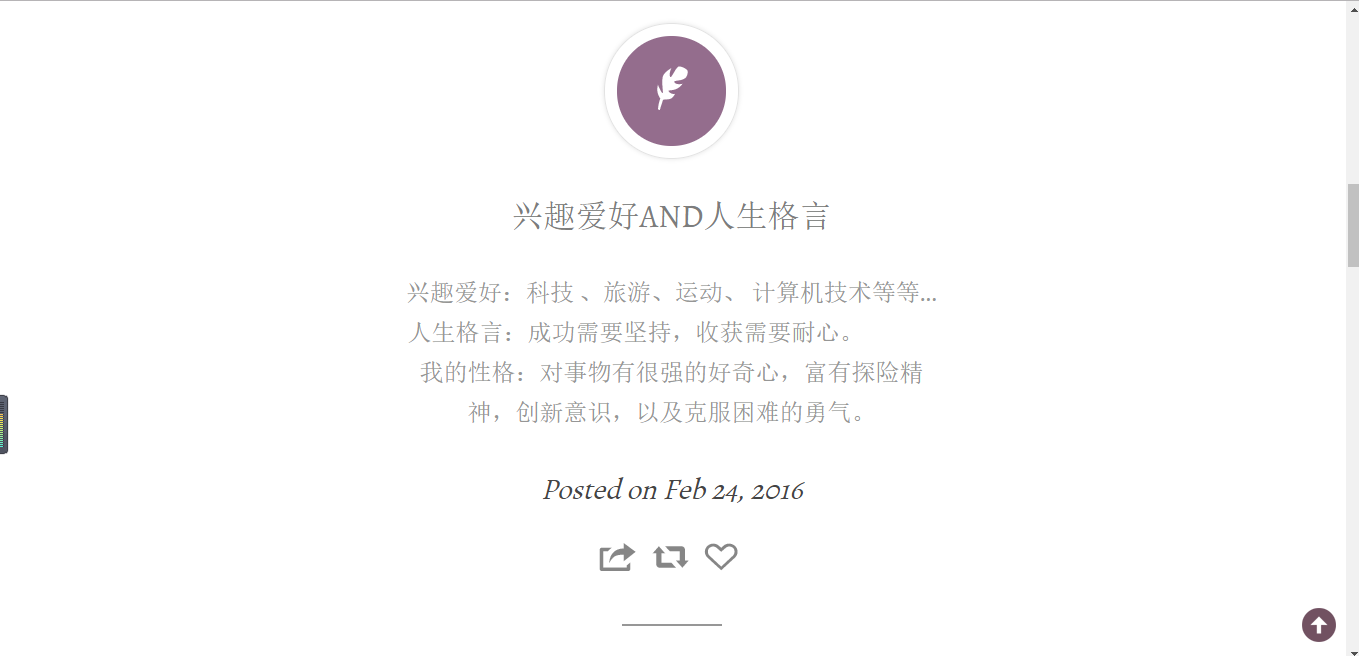 兴趣爱好AND人生格言
兴趣爱好：科技 、旅游、运动、 计算机技术等等...
人生格言：成功需要坚持，收获需要耐心。
我的性格：对事物有很强的好奇心，富有探险精
神，创新意识，以及克服困难的勇气。
Posted on Feb 24, 2016